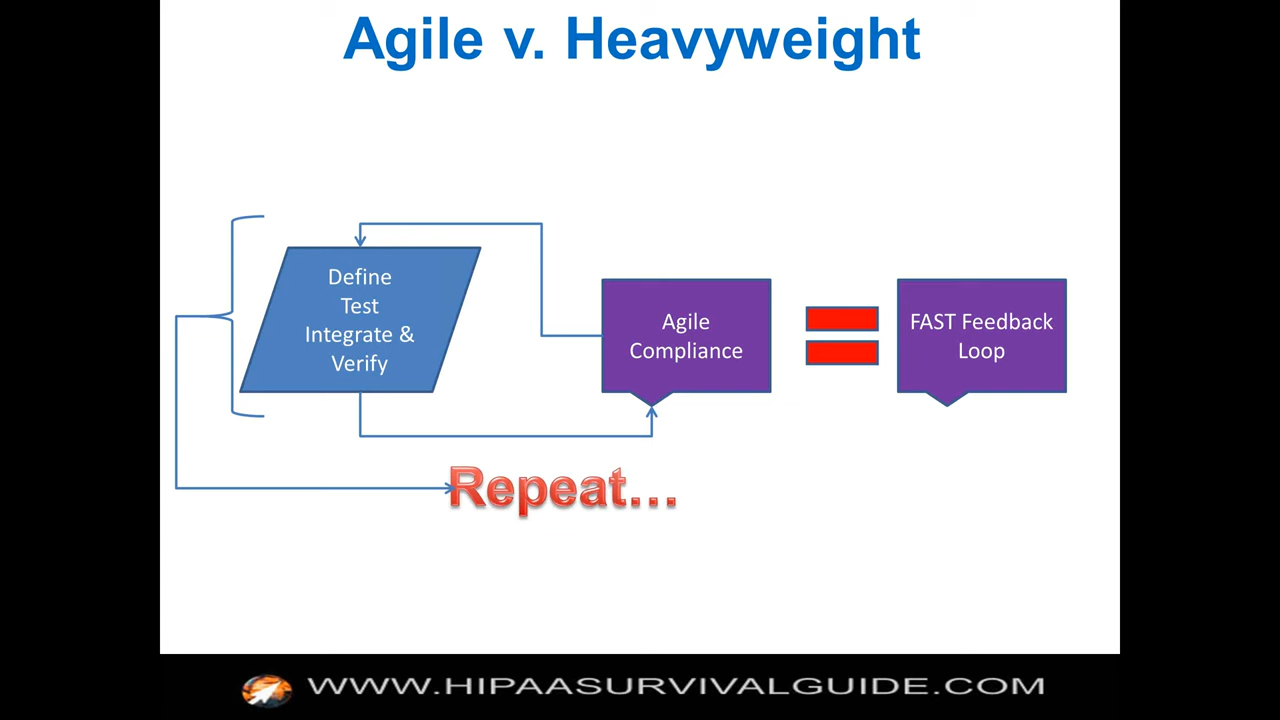 Agile v. Heavyweight
Define
Test
Integrate &
Verify
Agile
Compliance
FAST Feedback
Loop
Repeat...
WWW.HIPAASURVIVALGUIDE.COM